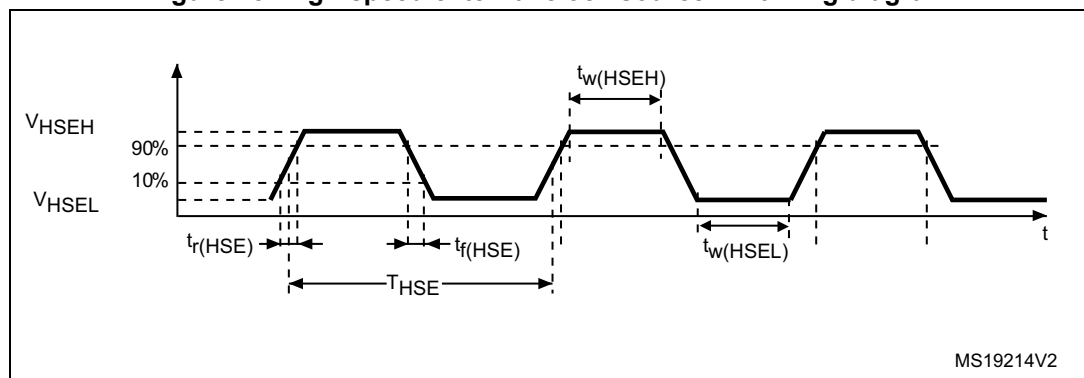 tw(HSEH)
VHSEH
90%
10%
VHSEL
tr(HSE)
tf(HSE)
tw(HSEL)
t
THSE
MS19214V2